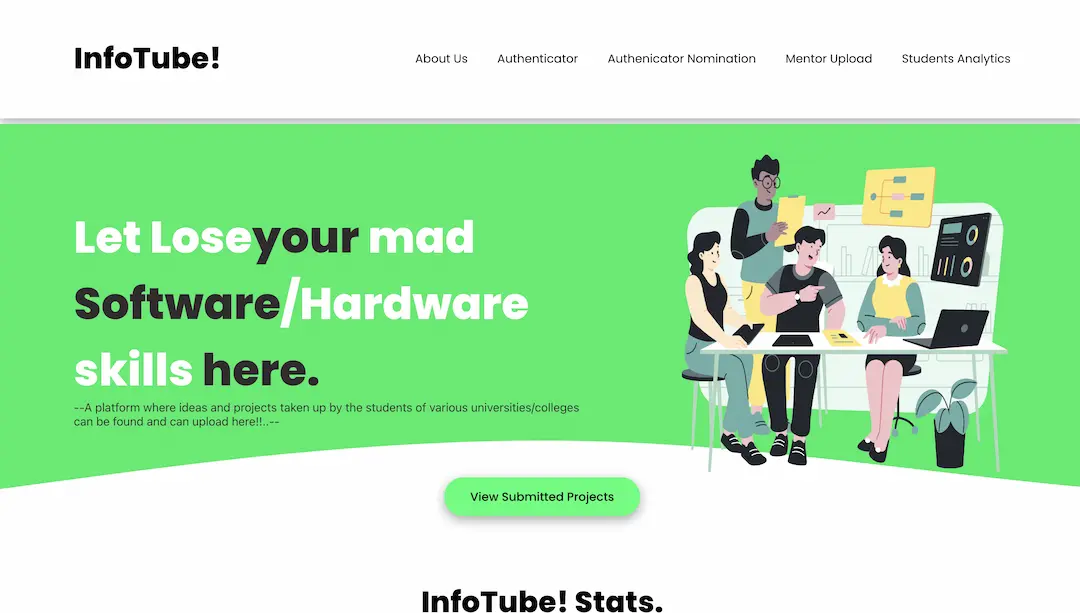 InfoTube!
About Us Authenticator Authenicator Nomination Mentor Upload Students Analytics
Let Loseyour mad
Software/Hardware
skills here.
--A platform where ideas and projects taken up by the students of various universities/colleges
can be found and can upload here!!..--
View Submitted Projects
InfoTube! Stats.